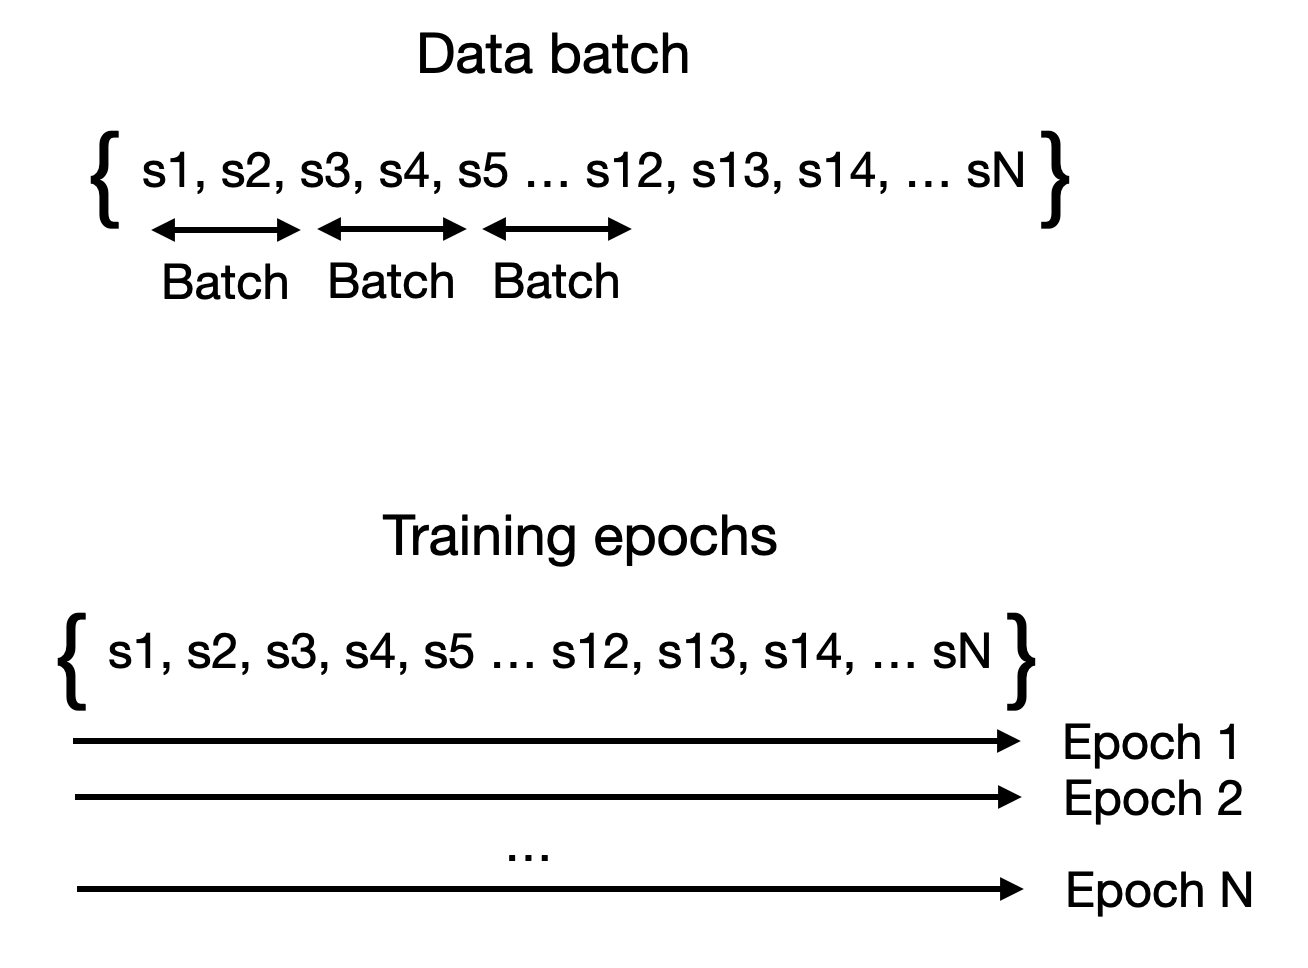 Data batch
{ s1, s2, s3, s4, s5 ... s12, s13, s14, ... sN }
Batch Batch Batch
Training epochs
{ s1, s2, s3, s4, s5 ... s12, s13, s14, ... sN }
Epoch 1
Epoch 2
...
Epoch N